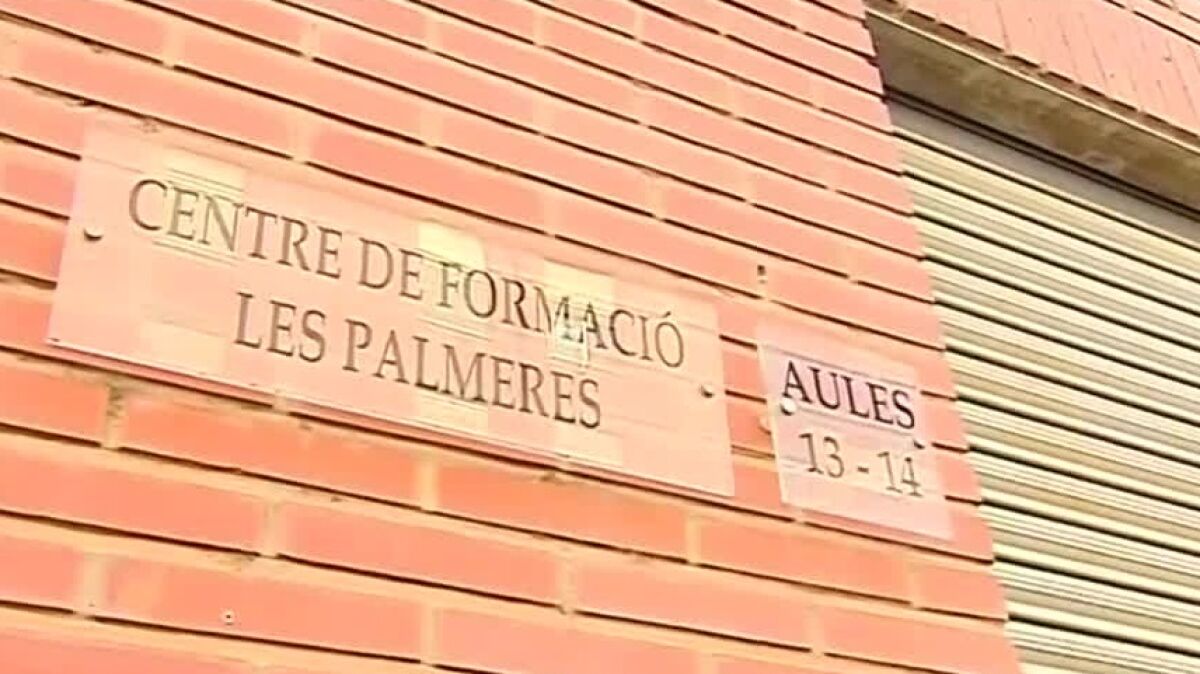 CENTRE DE FORMACIÓ
LES PALMERES
AULES
13 - 14